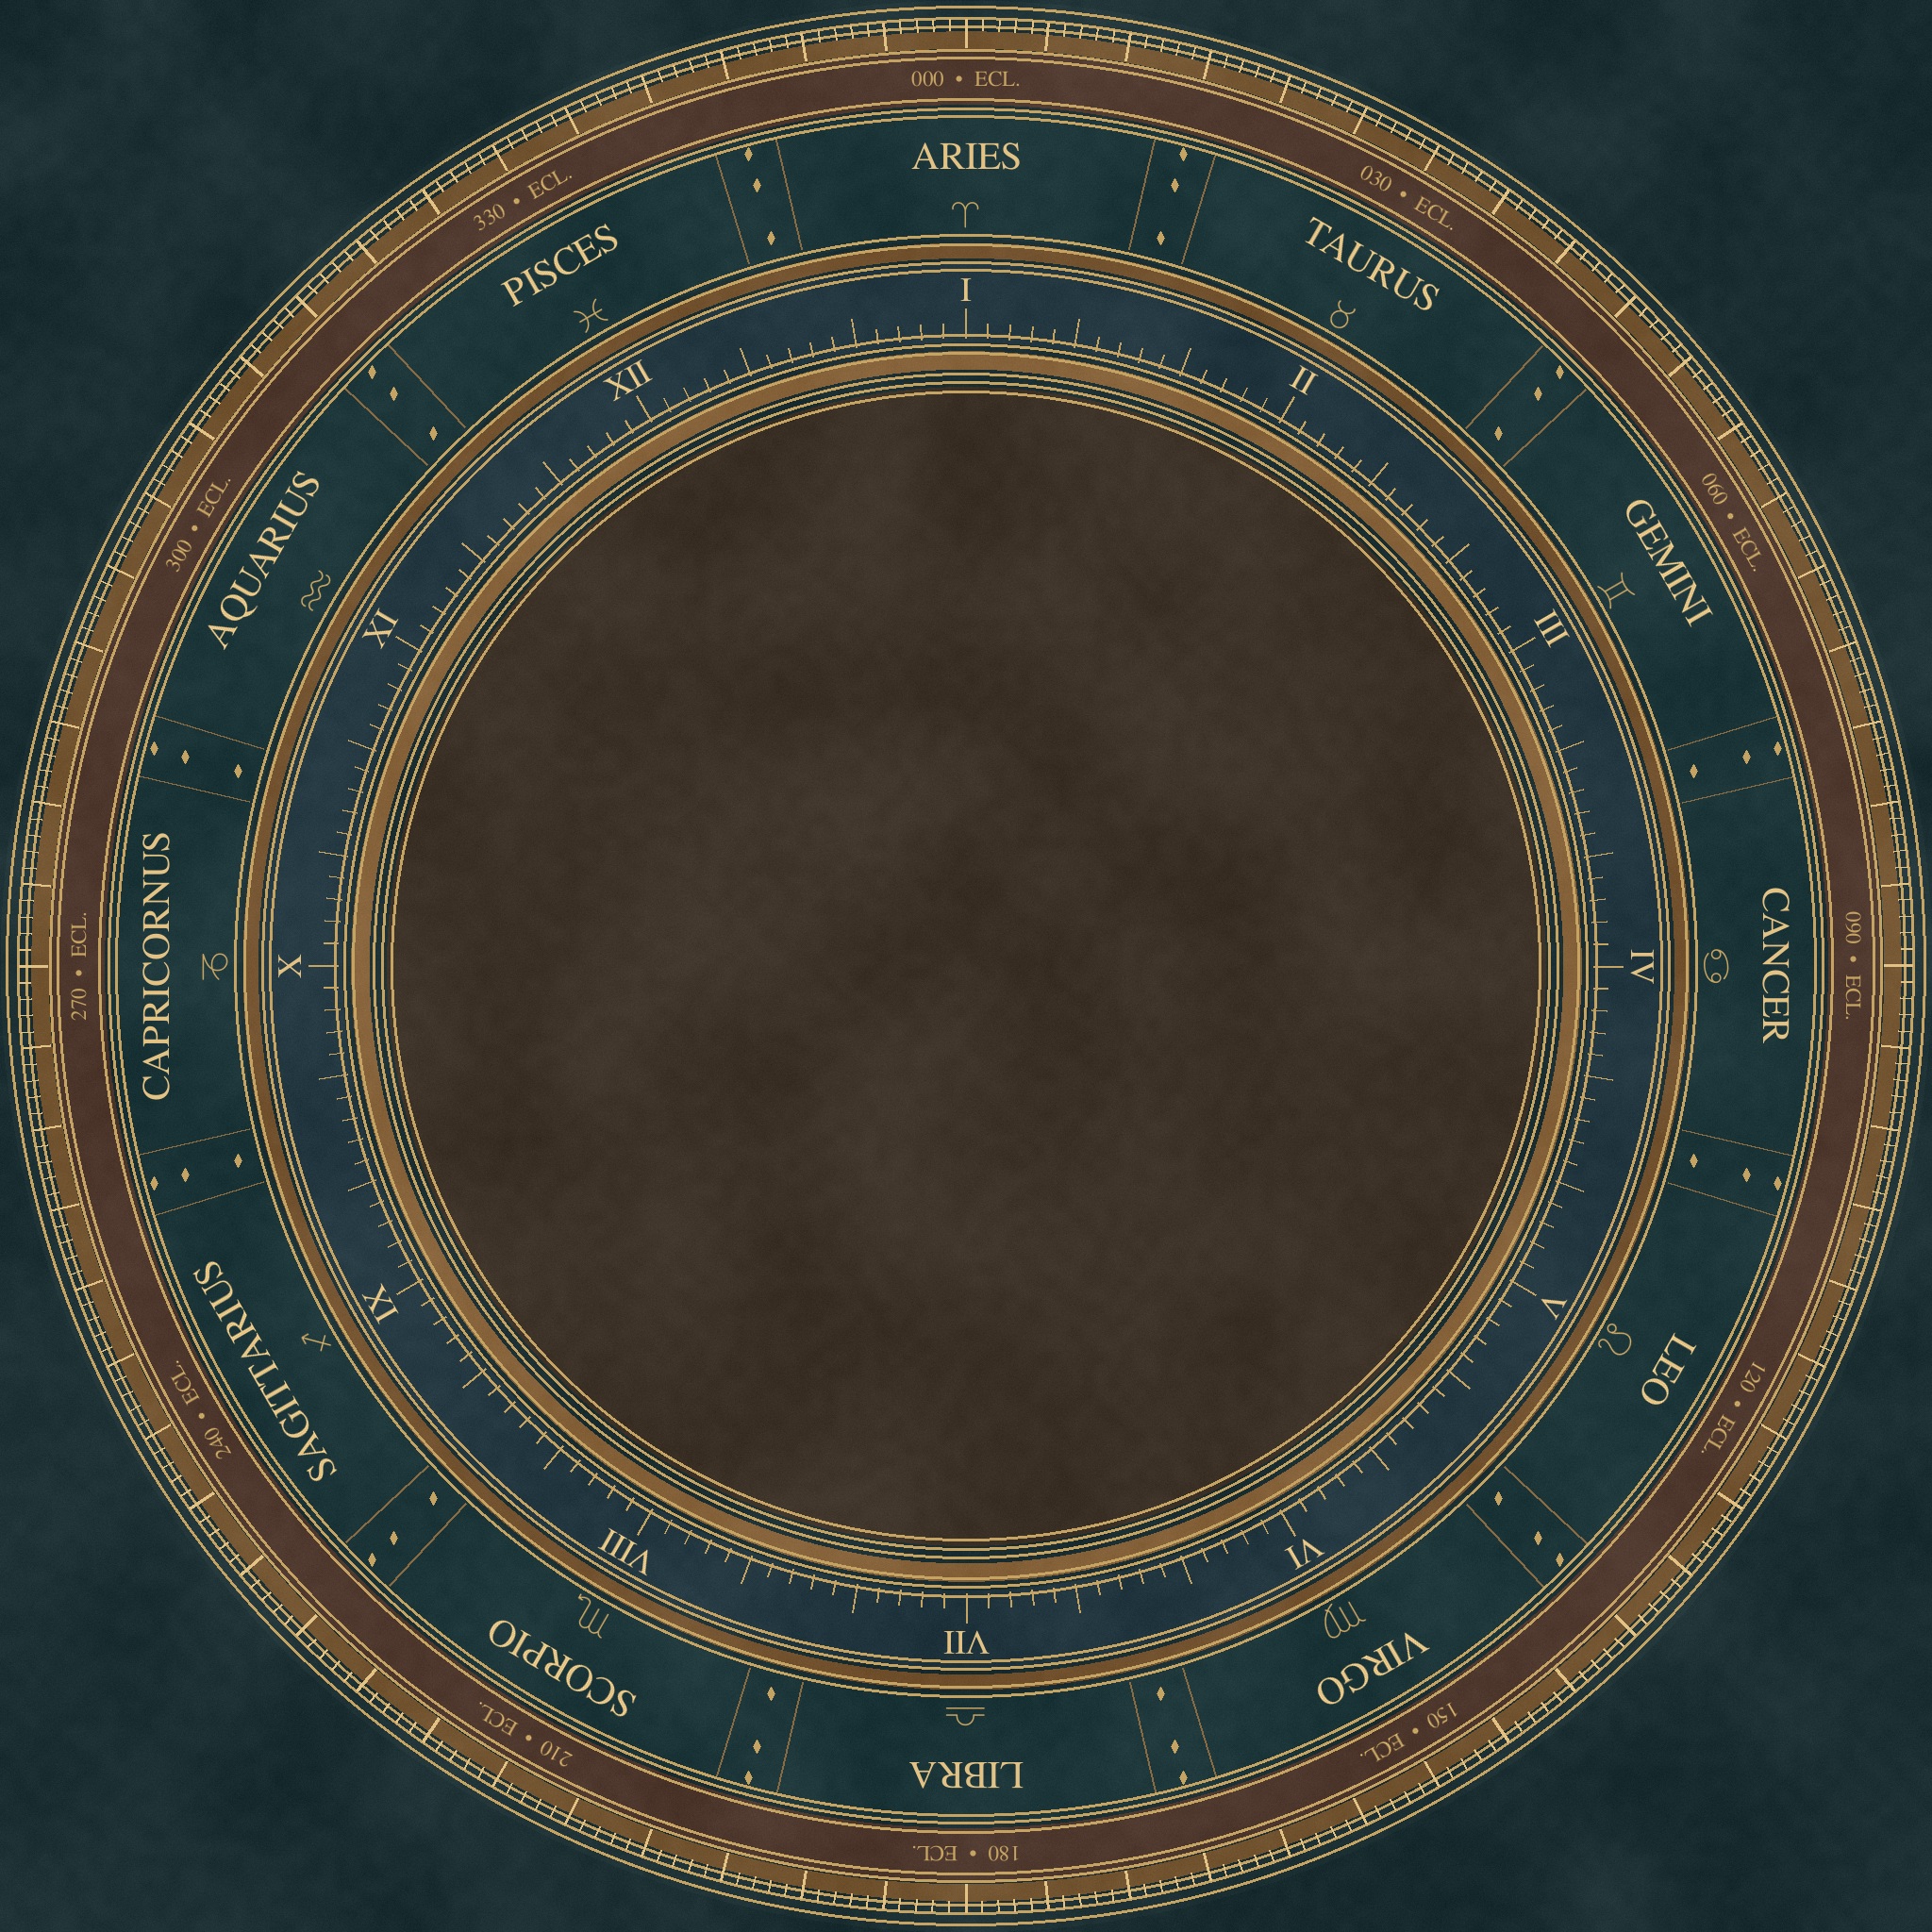 000 • ECL.
030 • ECL.
060 • ECL.
090 • ECL.
120 • ECL.
150 • ECL.
180 • ECL.
210 • ECL.
240 • ECL.
270 • ECL.
300 • ECL.
330 • ECL.
ARIES
♈
TAURUS
♉
GEMINI
♊
CANCER
♋
LEO
♌
VIRGO
♍
LIBRA
♎
SCORPIO
♏
SAGITTARIUS
♐
CAPRICORNUS
♑
AQUARIUS
♒
PISCES
♓
I
II
III
IV
V
VI
VII
VIII
IX
X
XI
XII